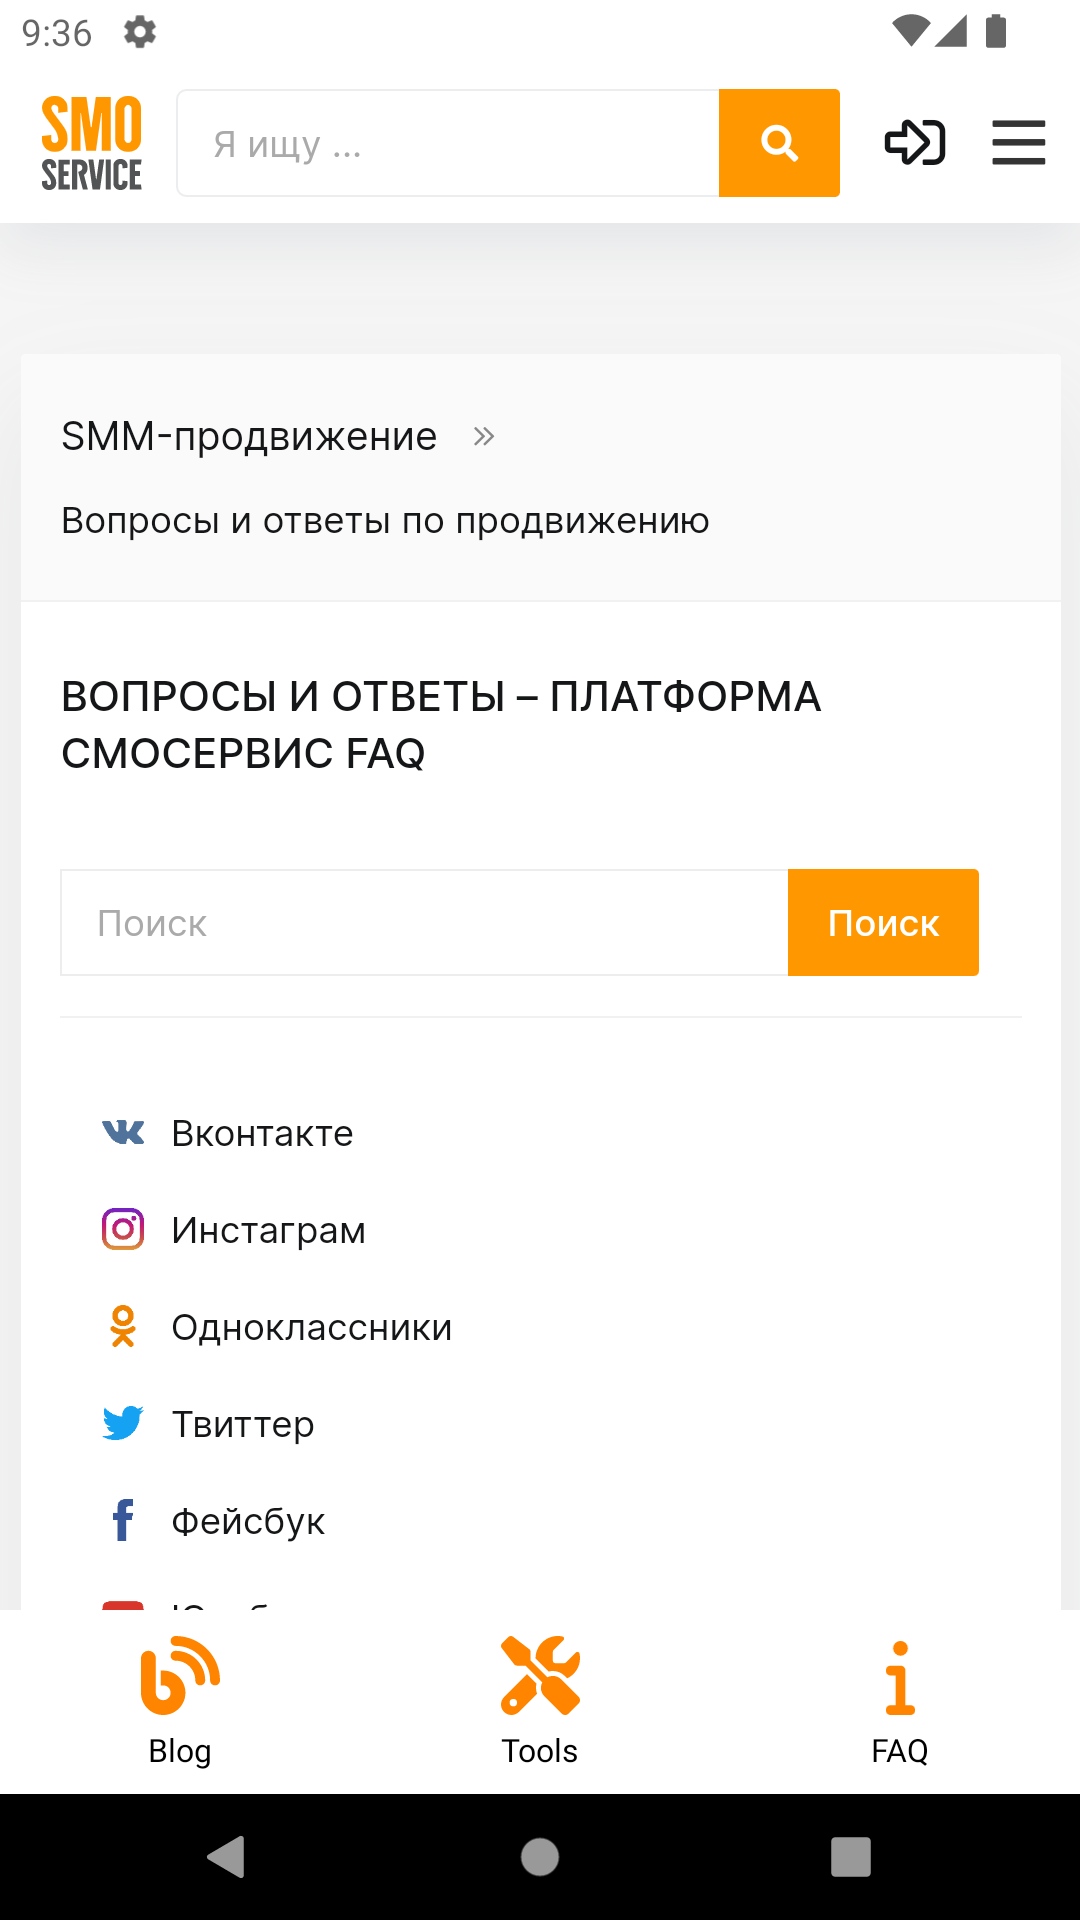 9:36
SMO
SERVICE
Я ищу ...
SMM-продвижение »
Вопросы и ответы по продвижению
ВОПРОСЫ И ОТВЕТЫ – ПЛАТФОРМА
СМОСЕРВИС FAQ
Поиск
Поиск
Вконтакте
Инстаграм
Одноклассники
Твиттер
Фейсбук
Blog
Tools
FAQ